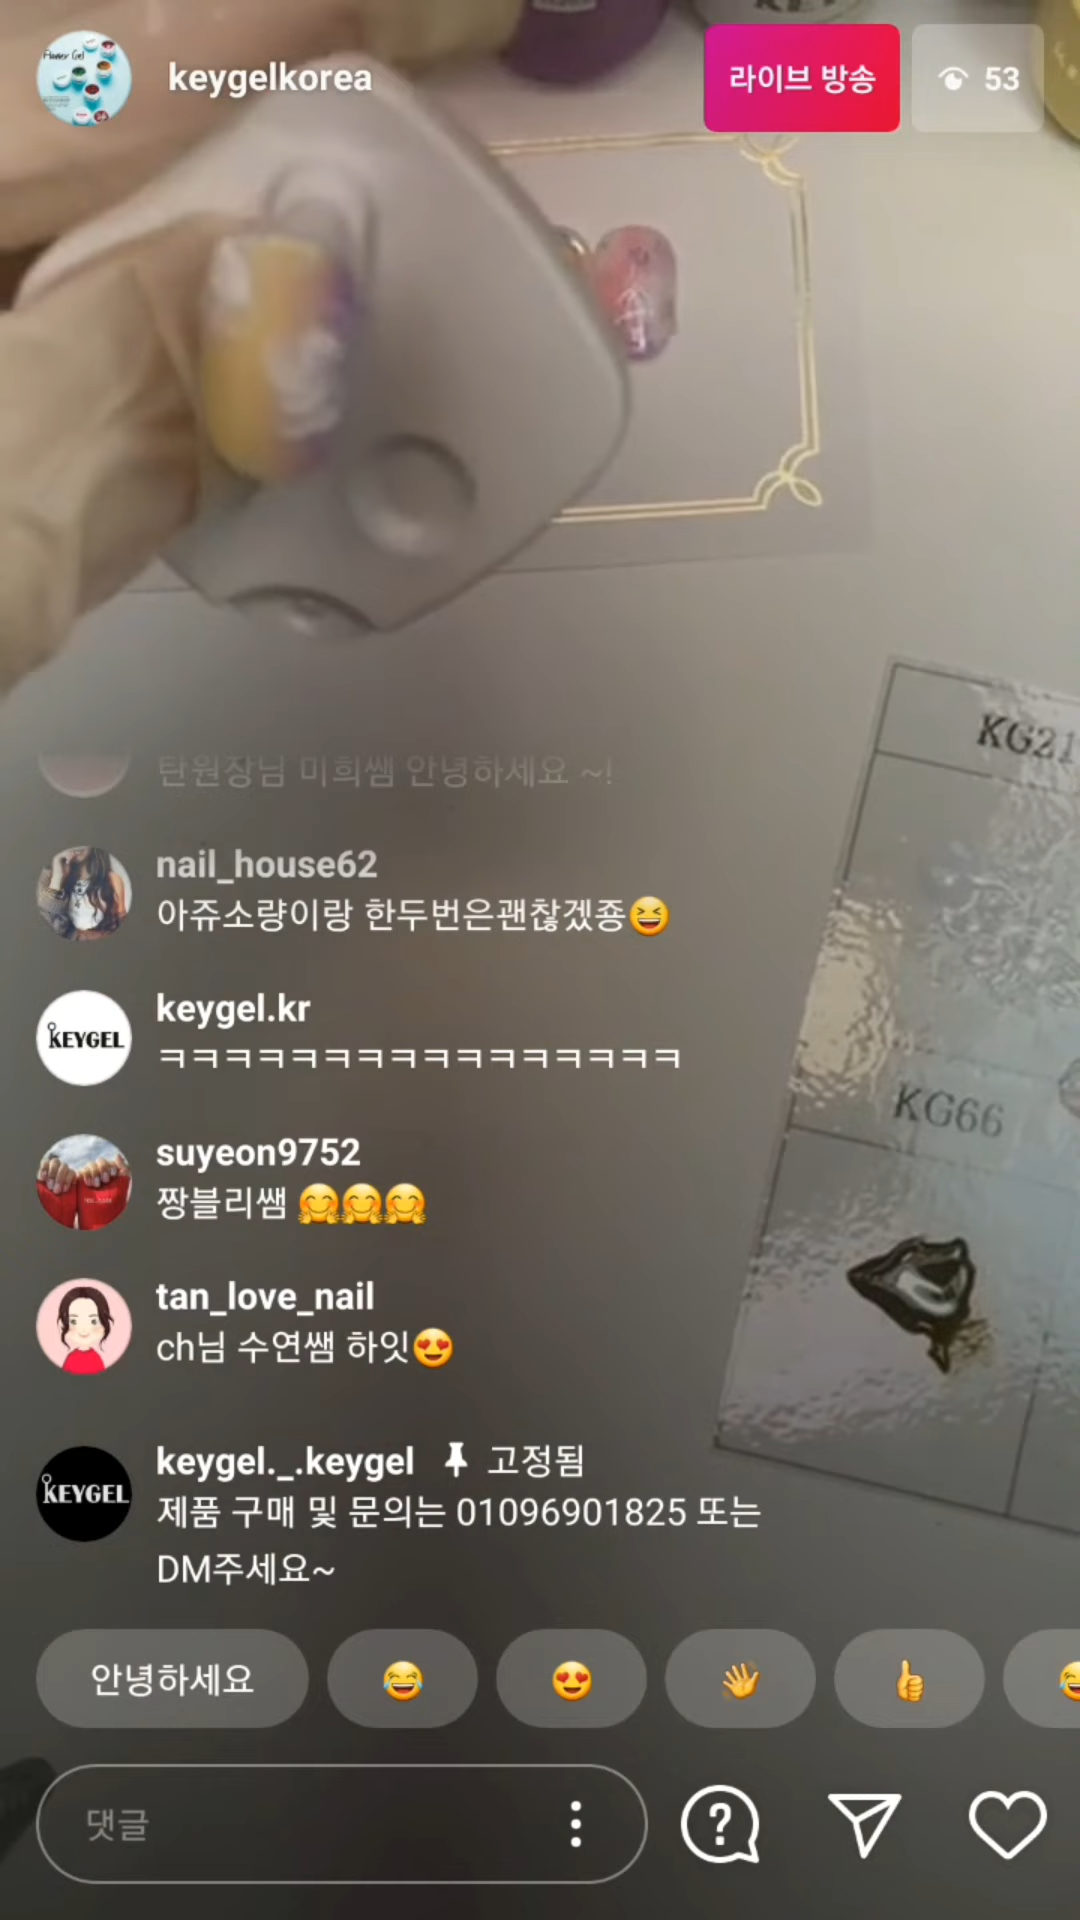 Flower Gel
keygelkorea
라이브 방송
53
KG21
탄원장님 미희쌤 안녕하세요 ~!
nail_house62
아쥬소량이랑 한두번은괜찮겠죵😆
KEYGEL
keygel.kr
ㅋㅋㅋㅋㅋㅋㅋㅋㅋㅋㅋㅋㅋㅋㅋㅋ
KG66
suyeon9752
짱블리쌤 🤗🤗🤗
tan_love_nail
ch님 수연쌤 하잇😍
KEYGEL
keygel._.keygel 고정됨
제품 구매 및 문의는 01096901825 또는
DM주세요~
안녕하세요 😂 😍 👋 👍
댓글